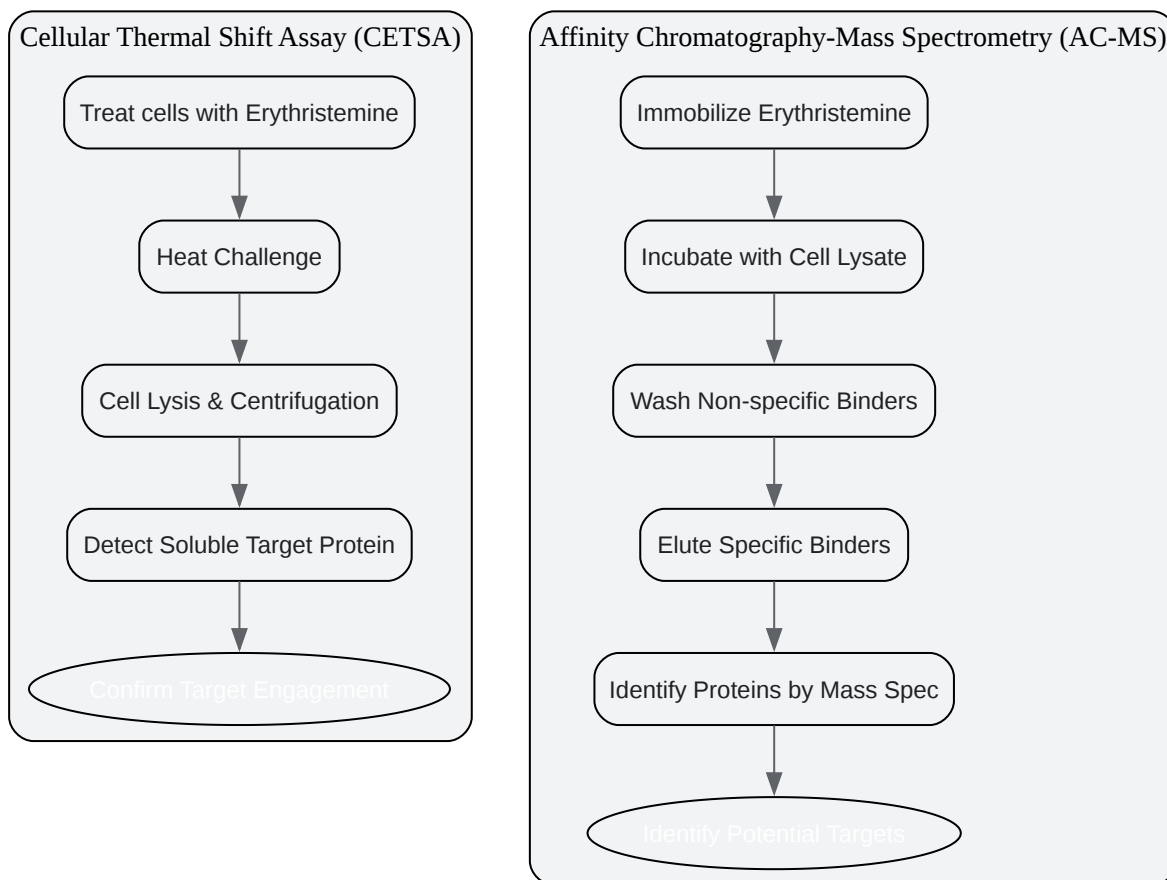 Cellular Thermal Shift Assay (CETSA)
Treat cells with Erythristemine
Heat Challenge
Cell Lysis & Centrifugation
Detect Soluble Target Protein
Confirm Target Engagement
Affinity Chromatography-Mass Spectrometry (AC-MS)
Immobilize Erythristemine
Incubate with Cell Lysate
Wash Non-specific Binders
Elute Specific Binders
Identify Proteins by Mass Spec
Identify Potential Targets